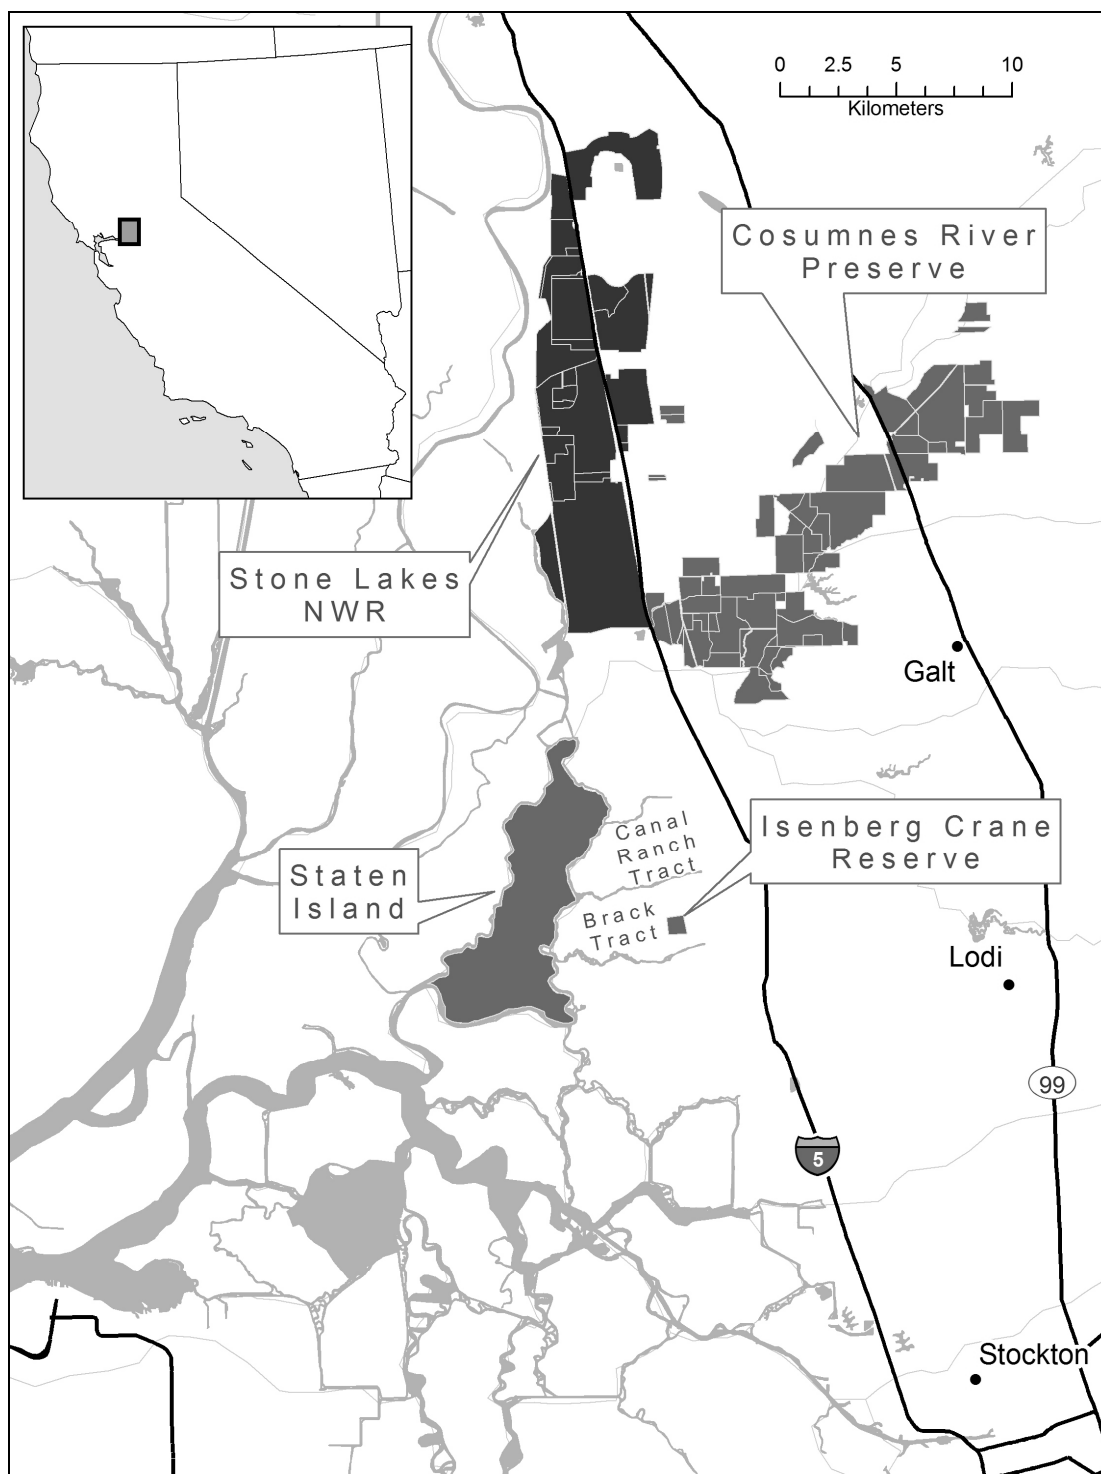 0 2.5 5 10
Kilometers
Cosumnes River
Preserve
Stone Lakes
NWR
Galt
Canal
Ranch
Tract
Isenberg Crane
Reserve
Staten
Island
Brack
Tract
Lodi
99
5
Stockton